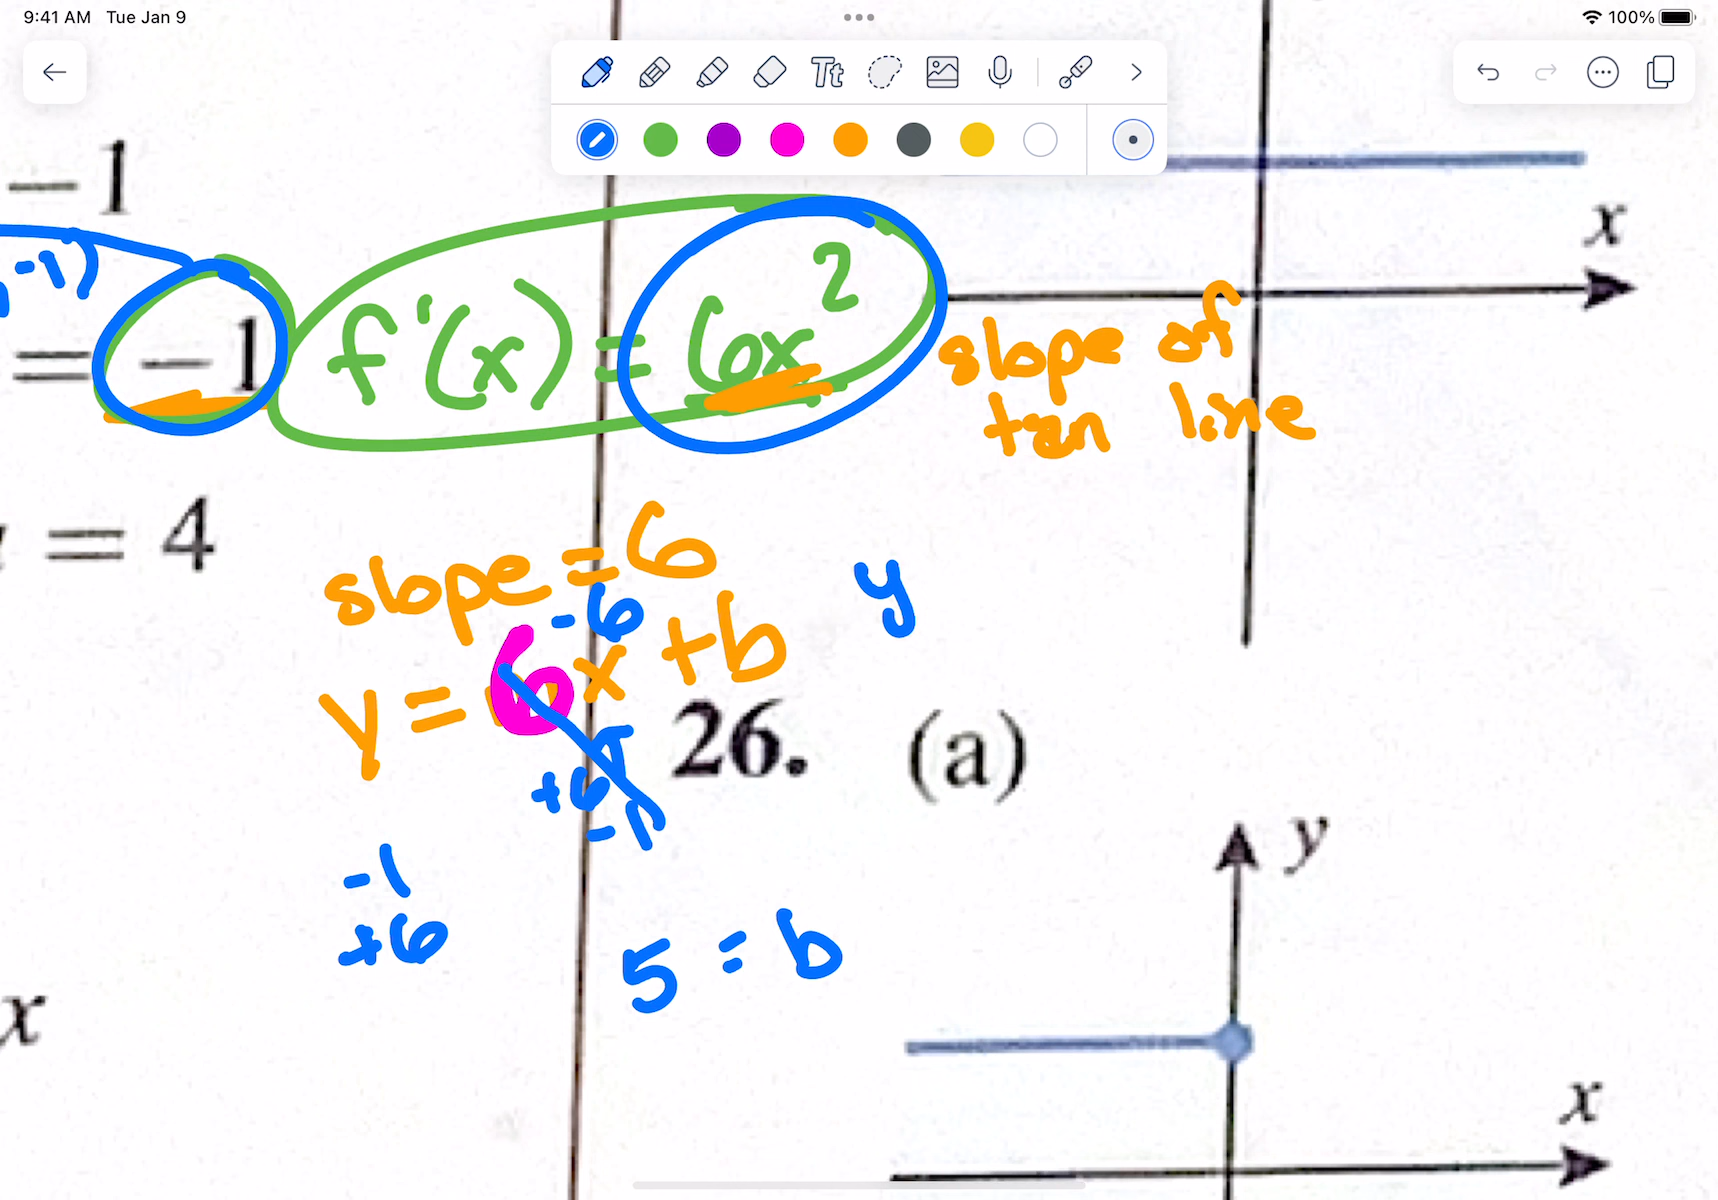 9:41 AM Tue Jan 9
100%
Tt
— 1
-1)
= -1
f'(x) = 6x²
x
slope of
tan line
= 4
slope = 6
-6
y
y = 6x + b
26. (a)
+6
-1
-1
+6
y
5 = b
x
x